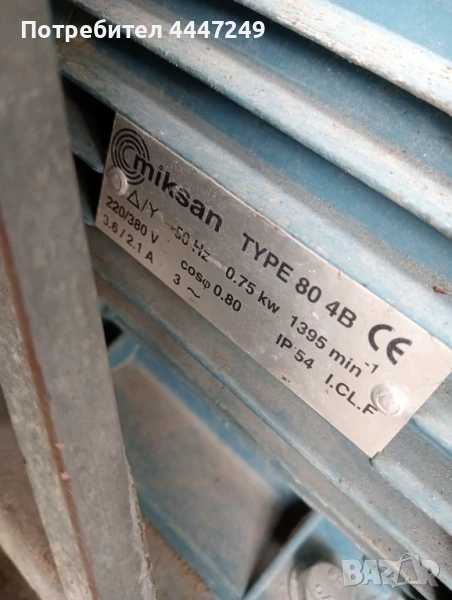 Потребител 4447249
miksan TYPE 80 4B CE
Δ/Y ~50 Hz 0.75 kw 1395 min⁻¹
220/380 V cosφ 0.80 IP 54 I.CL.F
3.6 / 2.1 A 3 ~
BAZAR